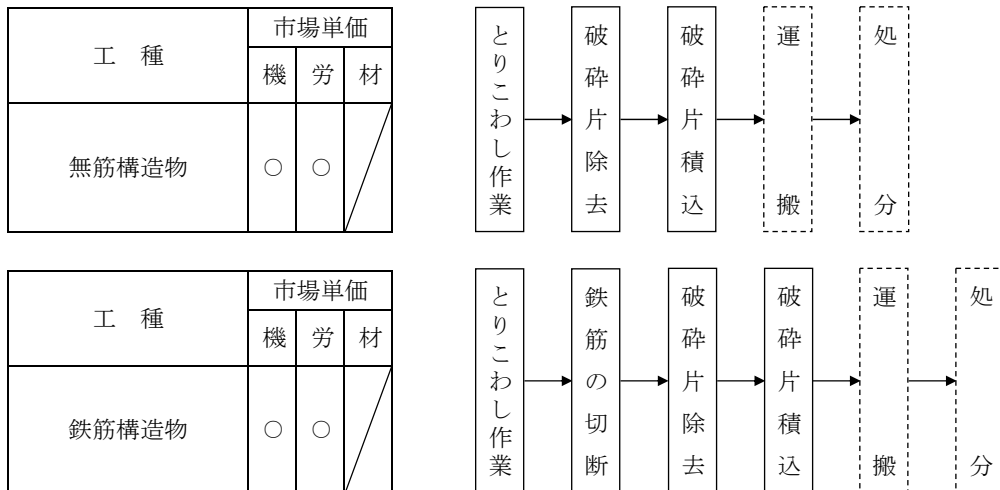 工　種
市場単価
機 労 材
無筋構造物
○ ○
とりこわし作業
破砕片除去
破砕片積込
運搬
処分
工　種
市場単価
機 労 材
鉄筋構造物
○ ○
とりこわし作業
鉄筋の切断
破砕片除去
破砕片積込
運搬
処分